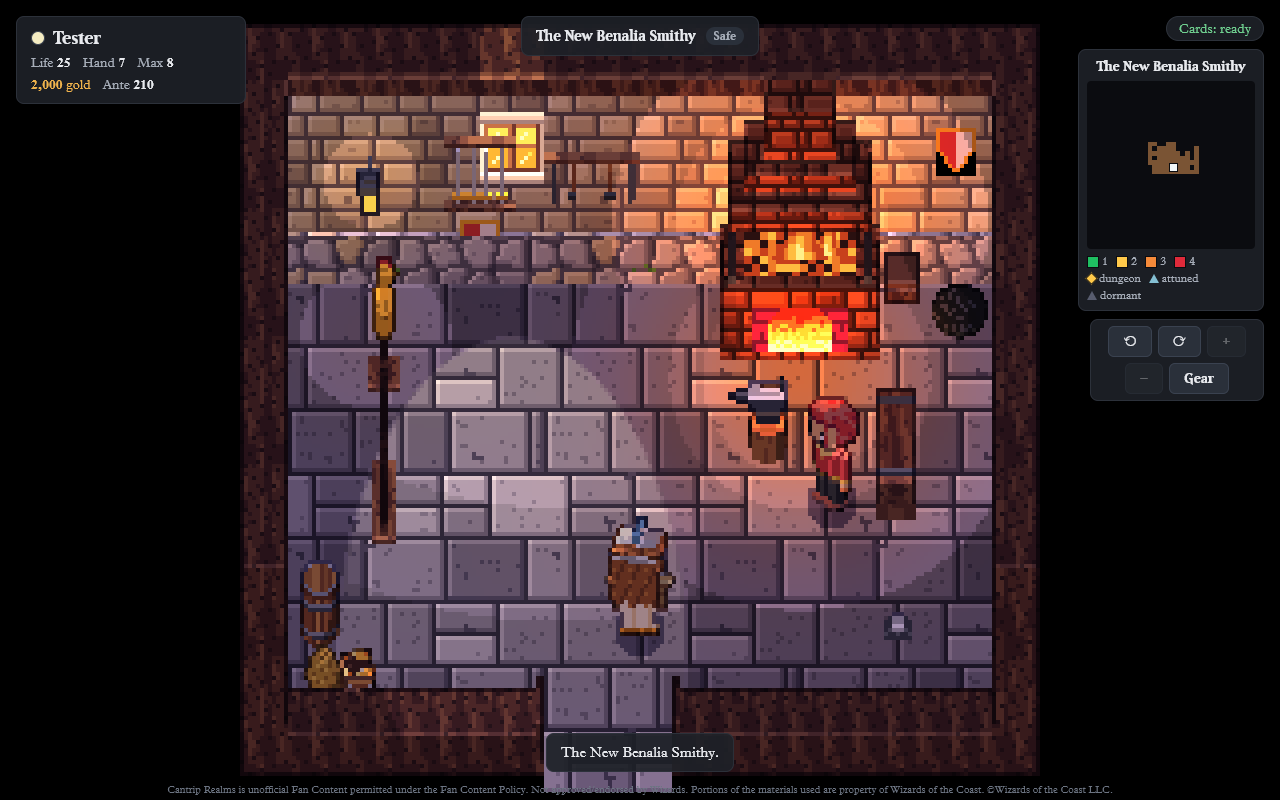 Tester
Life 25 Hand 7 Max 8
2,000 gold Ante 210
The New Benalia Smithy Safe
Cards: ready
The New Benalia Smithy
1 2 3 4
dungeon attuned
dormant
+
− Gear
The New Benalia Smithy.
Cantrip Realms is unofficial Fan Content permitted under the Fan Content Policy. Not approved/endorsed by Wizards. Portions of the materials used are property of Wizards of the Coast. ©Wizards of the Coast LLC.